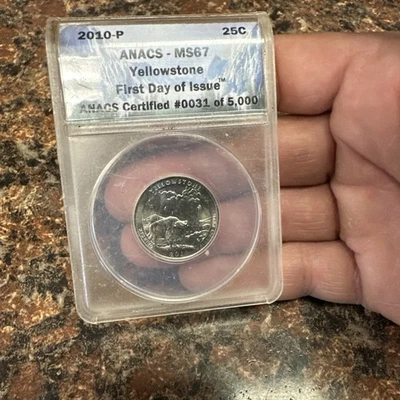 2010-P 25C
ANACS - MS67
Yellowstone
First Day of Issue™
ANACS Certified #0031 of 5,000
YELLOWSTONE